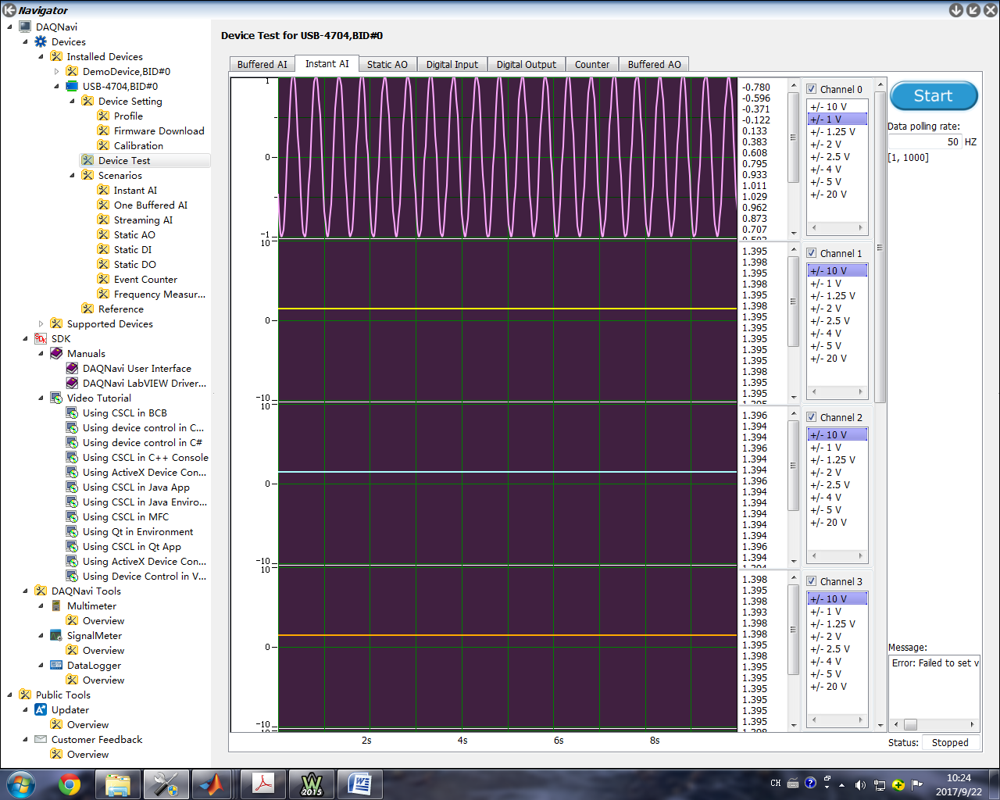 Navigator
DAQNavi
Devices
Installed Devices
DemoDevice,BID#0
USB-4704,BID#0
Device Setting
Profile
Firmware Download
Calibration
Device Test
Scenarios
Instant AI
One Buffered AI
Streaming AI
Static AO
Static DI
Static DO
Event Counter
Frequency Measur...
Reference
Supported Devices
SDK
Manuals
DAQNavi User Interface
DAQNavi LabVIEW Driver...
Video Tutorial
Using CSCL in BCB
Using device control in C...
Using device control in C#
Using CSCL in C++ Console
Using ActiveX Device Con...
Using CSCL in Java App
Using CSCL in Java Enviro...
Using CSCL in MFC
Using Qt in Environment
Using CSCL in Qt App
Using ActiveX Device Con...
Using Device Control in V...
DAQNavi Tools
Multimeter
Overview
SignalMeter
Overview
DataLogger
Overview
Public Tools
Updater
Overview
Customer Feedback
Overview
Device Test for USB-4704,BID#0
Buffered AI Instant AI Static AO Digital Input Digital Output Counter Buffered AO
1
0
-1
10
0
-10
10
0
-10
10
0
-10
2s 4s 6s 8s
-0.780
-0.596
-0.371
-0.122
0.133
0.383
0.608
0.795
0.933
1.011
1.029
0.962
0.873
0.707
Channel 0
+/- 10 V
+/- 1 V
+/- 1.25 V
+/- 2 V
+/- 2.5 V
+/- 4 V
+/- 5 V
+/- 20 V
1.395
1.398
1.395
1.398
1.395
1.398
1.395
1.395
1.395
1.395
1.395
1.398
1.395
1.395
Channel 1
+/- 10 V
+/- 1 V
+/- 1.25 V
+/- 2 V
+/- 2.5 V
+/- 4 V
+/- 5 V
+/- 20 V
1.396
1.394
1.394
1.396
1.394
1.394
1.396
1.394
1.394
1.394
1.394
1.396
1.396
1.394
Channel 2
+/- 10 V
+/- 1 V
+/- 1.25 V
+/- 2 V
+/- 2.5 V
+/- 4 V
+/- 5 V
+/- 20 V
1.398
1.395
1.398
1.393
1.398
1.398
1.395
1.398
1.395
1.395
1.395
1.395
1.395
1.395
Channel 3
+/- 10 V
+/- 1 V
+/- 1.25 V
+/- 2 V
+/- 2.5 V
+/- 4 V
+/- 5 V
+/- 20 V
Start
Data polling rate:
50 HZ
[1, 1000]
Message:
Error: Failed to set v
Status: Stopped
2015
CH
10:24
2017/9/22